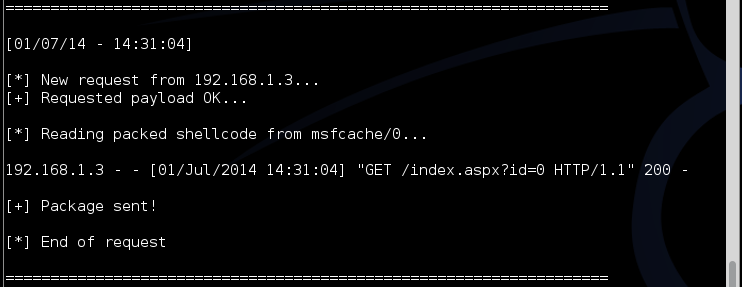 ===================================================================
[01/07/14 - 14:31:04]
[*] New request from 192.168.1.3...
[+] Requested payload OK...
[*] Reading packed shellcode from msfcache/0...
192.168.1.3 - - [01/Jul/2014 14:31:04] "GET /index.aspx?id=0 HTTP/1.1" 200 -
[+] Package sent!
[*] End of request
===================================================================